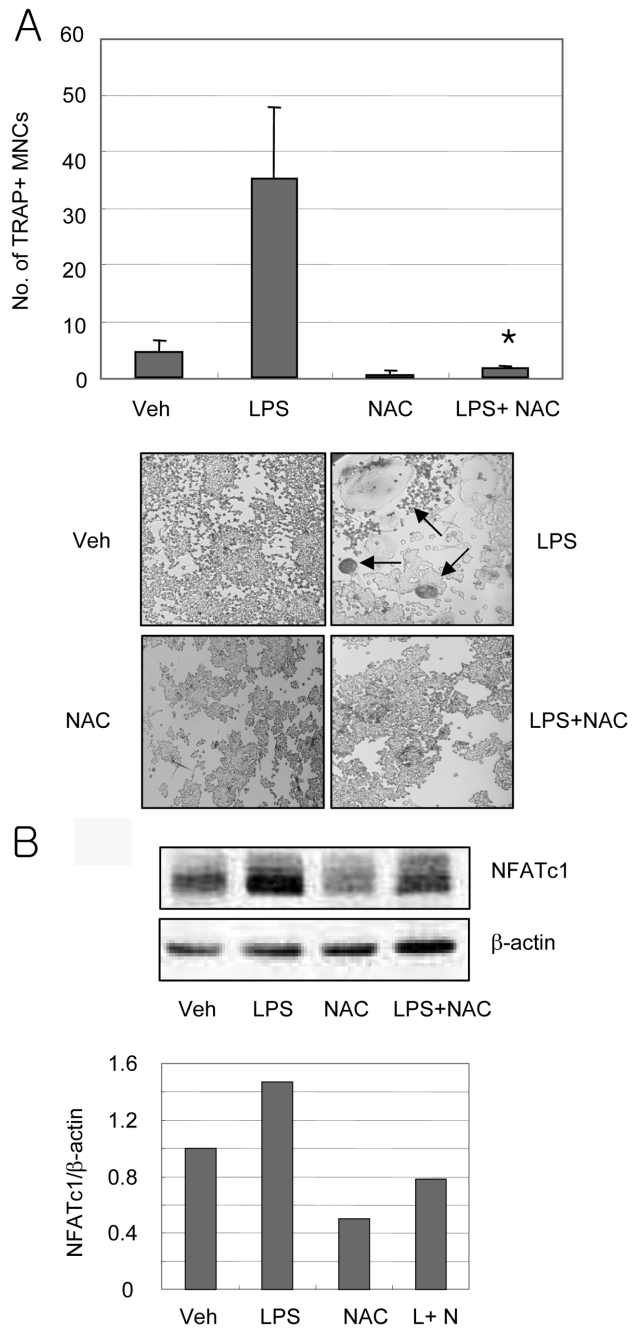 A
60
50
40
30
20
10
0
No. of TRAP+ MNCs
*
Veh LPS NAC LPS+ NAC
Veh
LPS
NAC
LPS+NAC
B
NFATc1
β-actin
Veh LPS NAC LPS+NAC
1.6
1.2
0.8
0.4
0
NFATc1/β-actin
Veh LPS NAC L+ N